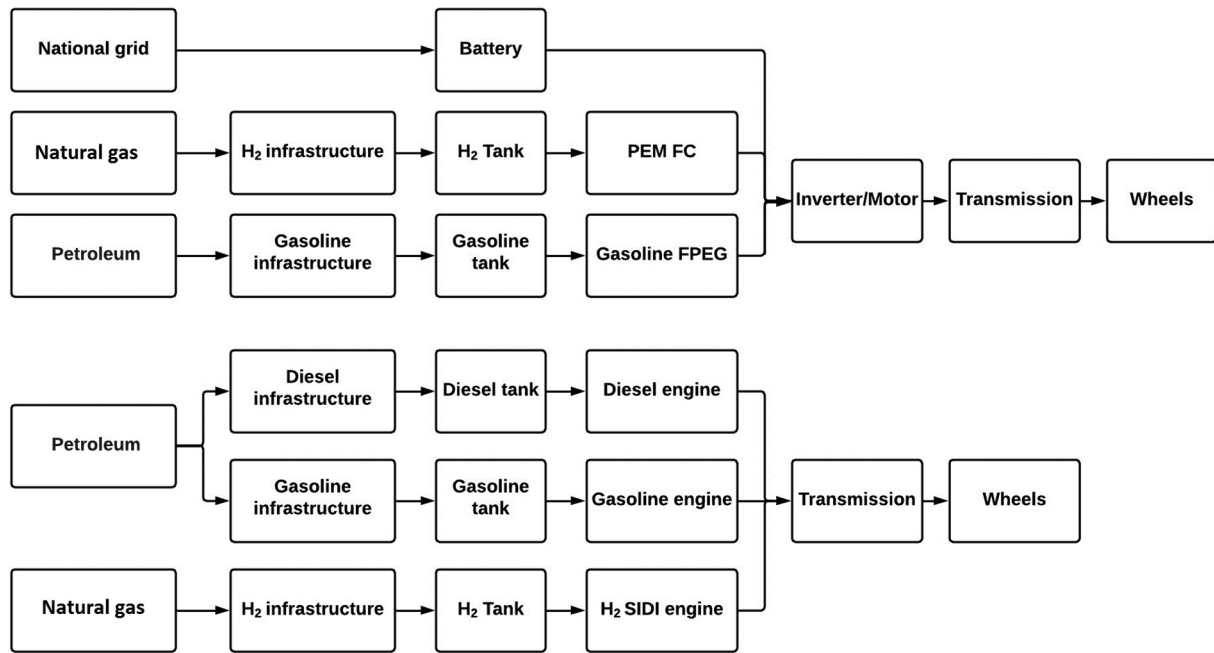 National grid
Battery
Natural gas
H₂ infrastructure
H₂ Tank
PEM FC
Inverter/Motor
Transmission
Wheels
Petroleum
Gasoline
infrastructure
Gasoline
tank
Gasoline FPEG
Petroleum
Diesel
infrastructure
Diesel tank
Diesel engine
Gasoline
infrastructure
Gasoline
tank
Gasoline engine
Transmission
Wheels
Natural gas
H₂ infrastructure
H₂ Tank
H₂ SIDI engine